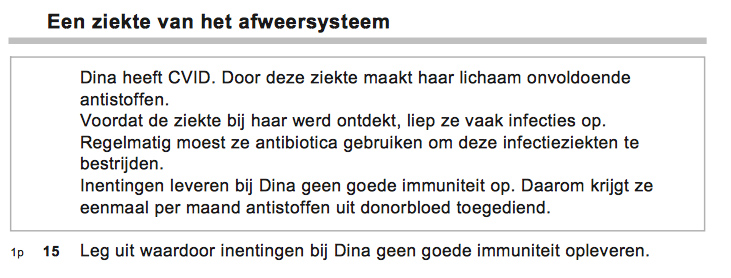 Een ziekte van het afweersysteem
Dina heeft CVID. Door deze ziekte maakt haar lichaam onvoldoende
antistoffen.
Voordat de ziekte bij haar werd ontdekt, liep ze vaak infecties op.
Regelmatig moest ze antibiotica gebruiken om deze infectieziekten te
bestrijden.
Inentingen leveren bij Dina geen goede immuniteit op. Daarom krijgt ze
eenmaal per maand antistoffen uit donorbloed toegediend.
1p 15 Leg uit waardoor inentingen bij Dina geen goede immuniteit opleveren.